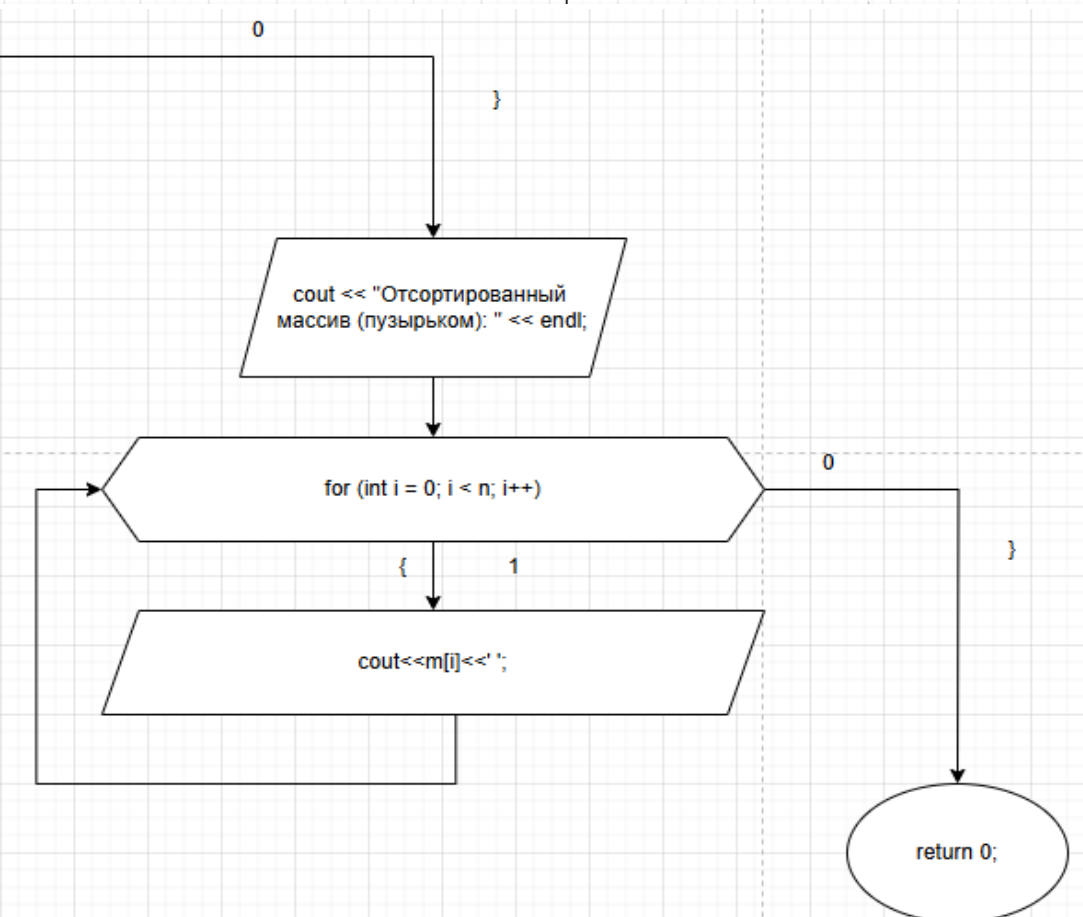 0
}
cout << "Отсортированный
массив (пузырьком): " << endl;
for (int i = 0; i < n; i++)
0
{
1
}
cout<<m[i]<<' ';
return 0;